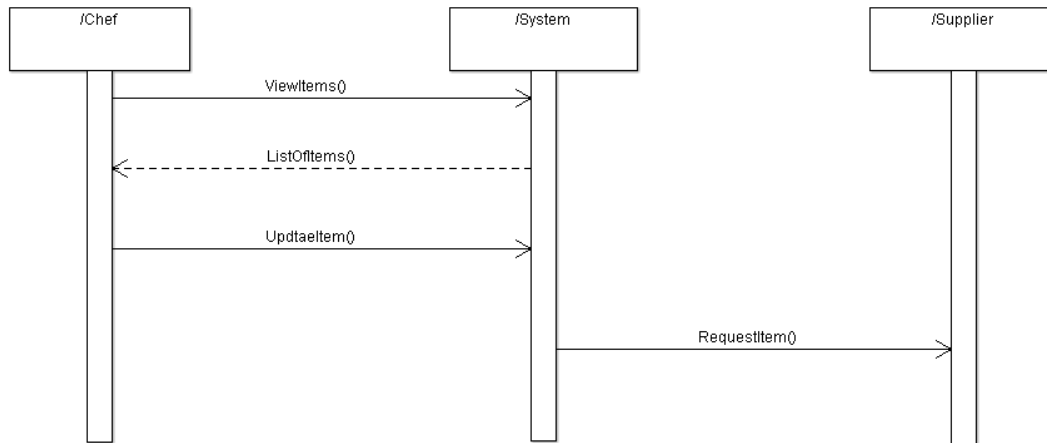 /Chef
/System
/Supplier
ViewItems()
ListOfItems()
UpdtaeItem()
RequestItem()